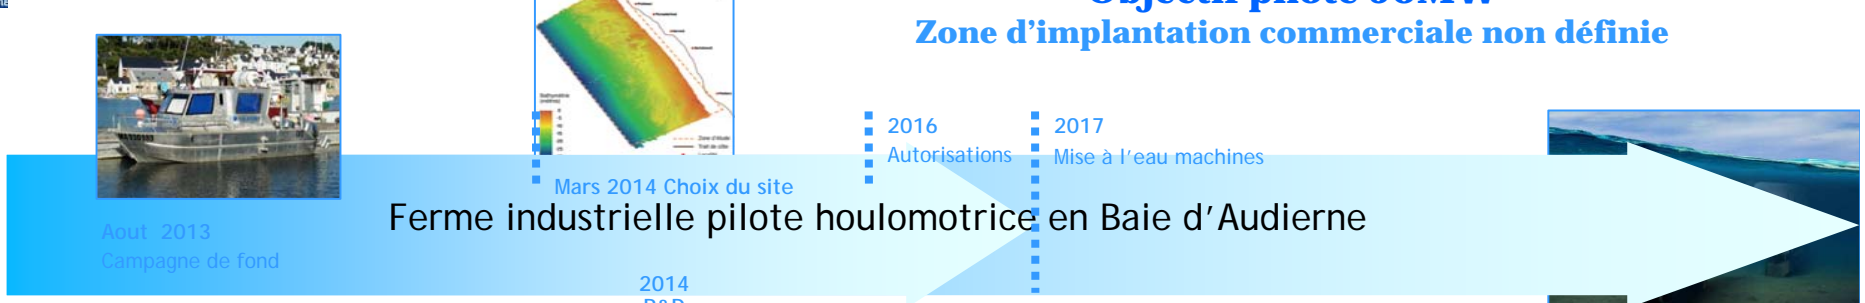 Zone d'implantation commerciale non définie
2016
Autorisations
2017
Mise à l'eau machines
Mars 2014 Choix du site
Ferme industrielle pilote houlomotrice en Baie d'Audierne
Aout 2013
Campagne de fond
2014